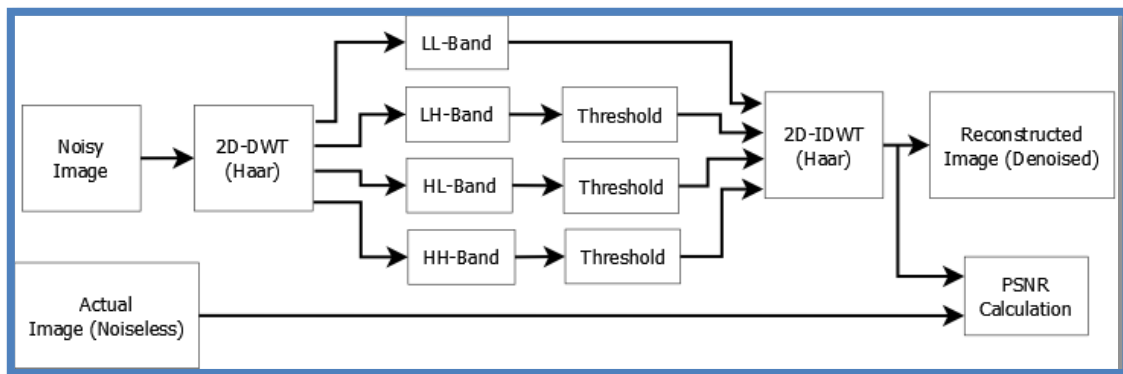 Noisy
Image
2D-DWT
(Haar)
LL-Band
LH-Band
Threshold
HL-Band
Threshold
HH-Band
Threshold
2D-IDWT
(Haar)
Reconstructed
Image (Denoised)
Actual
Image (Noiseless)
PSNR
Calculation